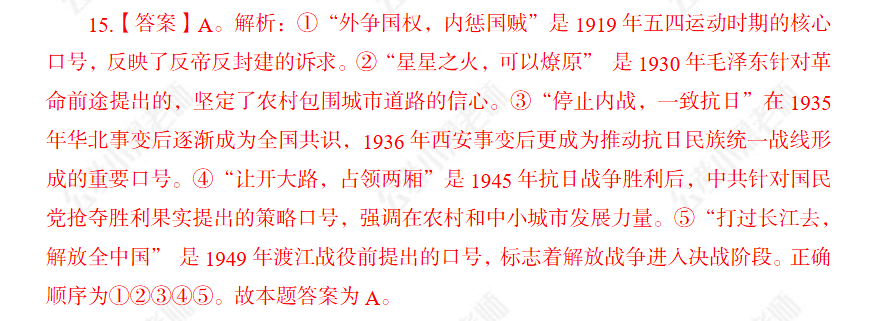 15.【答案】A。解析：①“外争国权，内惩国贼”是 1919 年五四运动时期的核心
口号，反映了反帝反封建的诉求。②“星星之火，可以燎原” 是 1930 年毛泽东针对革
命前途提出的，坚定了农村包围城市道路的信心。③“停止内战，一致抗日”在 1935
年华北事变后逐渐成为全国共识，1936 年西安事变后更成为推动抗日民族统一战线形
成的重要口号。④“让开大路，占领两厢”是 1945 年抗日战争胜利后，中共针对国民
党抢夺胜利果实提出的策略口号，强调在农村和中小城市发展力量。⑤“打过长江去，
解放全中国” 是 1949 年渡江战役前提出的口号，标志着解放战争进入决战阶段。正确
顺序为①②③④⑤。故本题答案为 A。